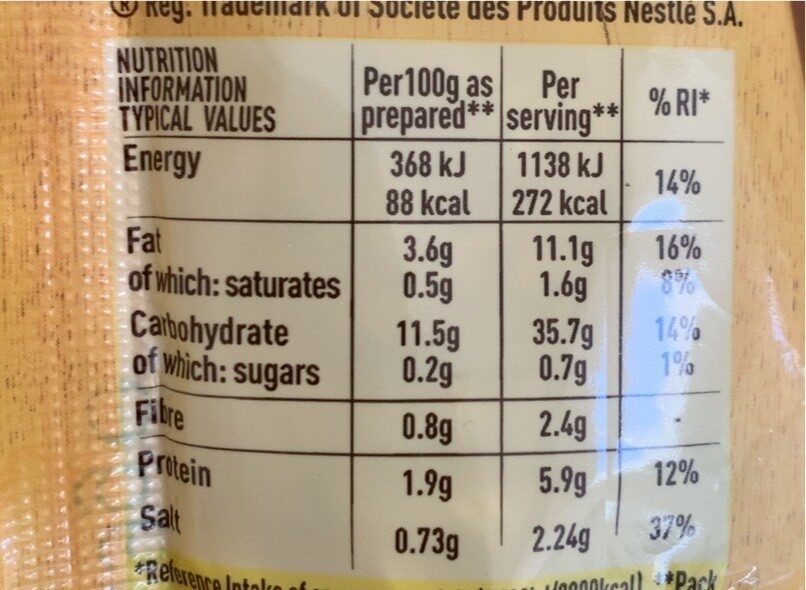 ® Reg. Trademark of Société des Produits Nestlé S.A.
NUTRITION INFORMATION TYPICAL VALUES Per100g as prepared** Per serving** % RI*
Energy 368 kJ 1138 kJ 14%
88 kcal 272 kcal
Fat 3.6g 11.1g 16%
of which: saturates 0.5g 1.6g 8%
Carbohydrate 11.5g 35.7g 14%
of which: sugars 0.2g 0.7g 1%
Fibre 0.8g 2.4g -
Protein 1.9g 5.9g 12%
Salt 0.73g 2.24g 37%
*Reference Intake of **Pack